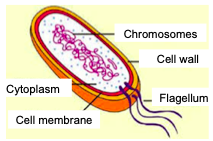 Chromosomes
Cell wall
Cytoplasm
Flagellum
Cell membrane